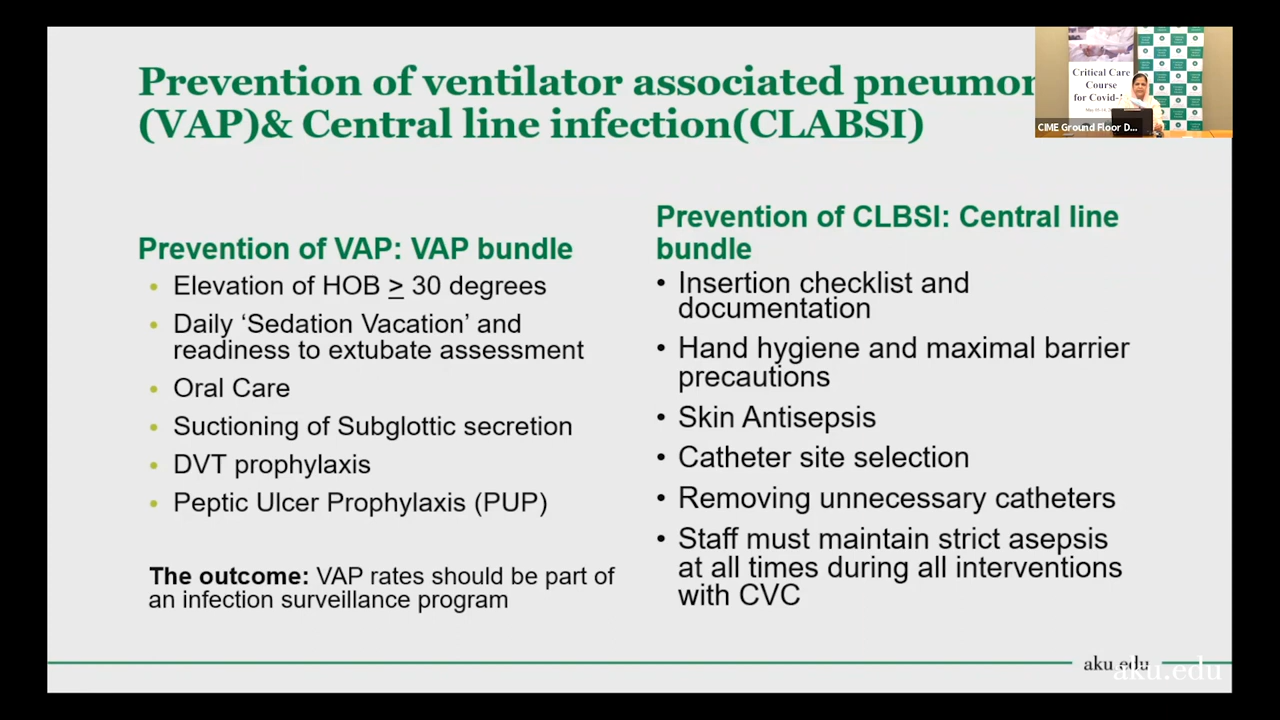 Prevention of ventilator associated pneumon
(VAP)& Central line infection(CLABSI)
Critical Care
Course
for Covid-
CIME Ground Floor D...
Prevention of VAP: VAP bundle
• Elevation of HOB ≥ 30 degrees
• Daily ‘Sedation Vacation’ and
readiness to extubate assessment
• Oral Care
• Suctioning of Subglottic secretion
• DVT prophylaxis
• Peptic Ulcer Prophylaxis (PUP)
The outcome: VAP rates should be part of
an infection surveillance program
Prevention of CLBSI: Central line
bundle
• Insertion checklist and
documentation
• Hand hygiene and maximal barrier
precautions
• Skin Antisepsis
• Catheter site selection
• Removing unnecessary catheters
• Staff must maintain strict asepsis
at all times during all interventions
with CVC
aku.edu
aku.edu